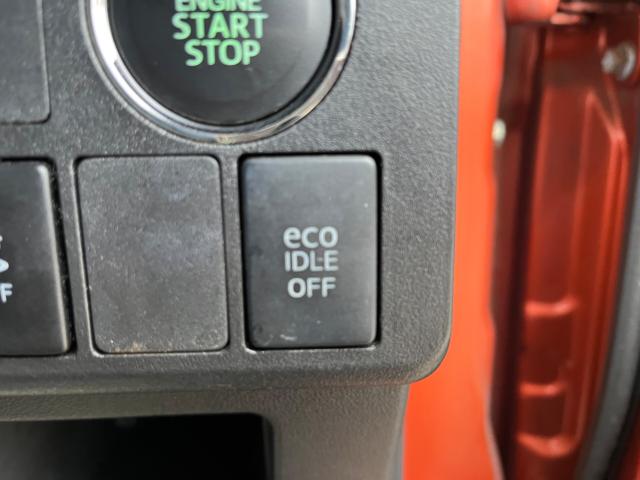 ENGINE
START
STOP
eco
IDLE
OFF